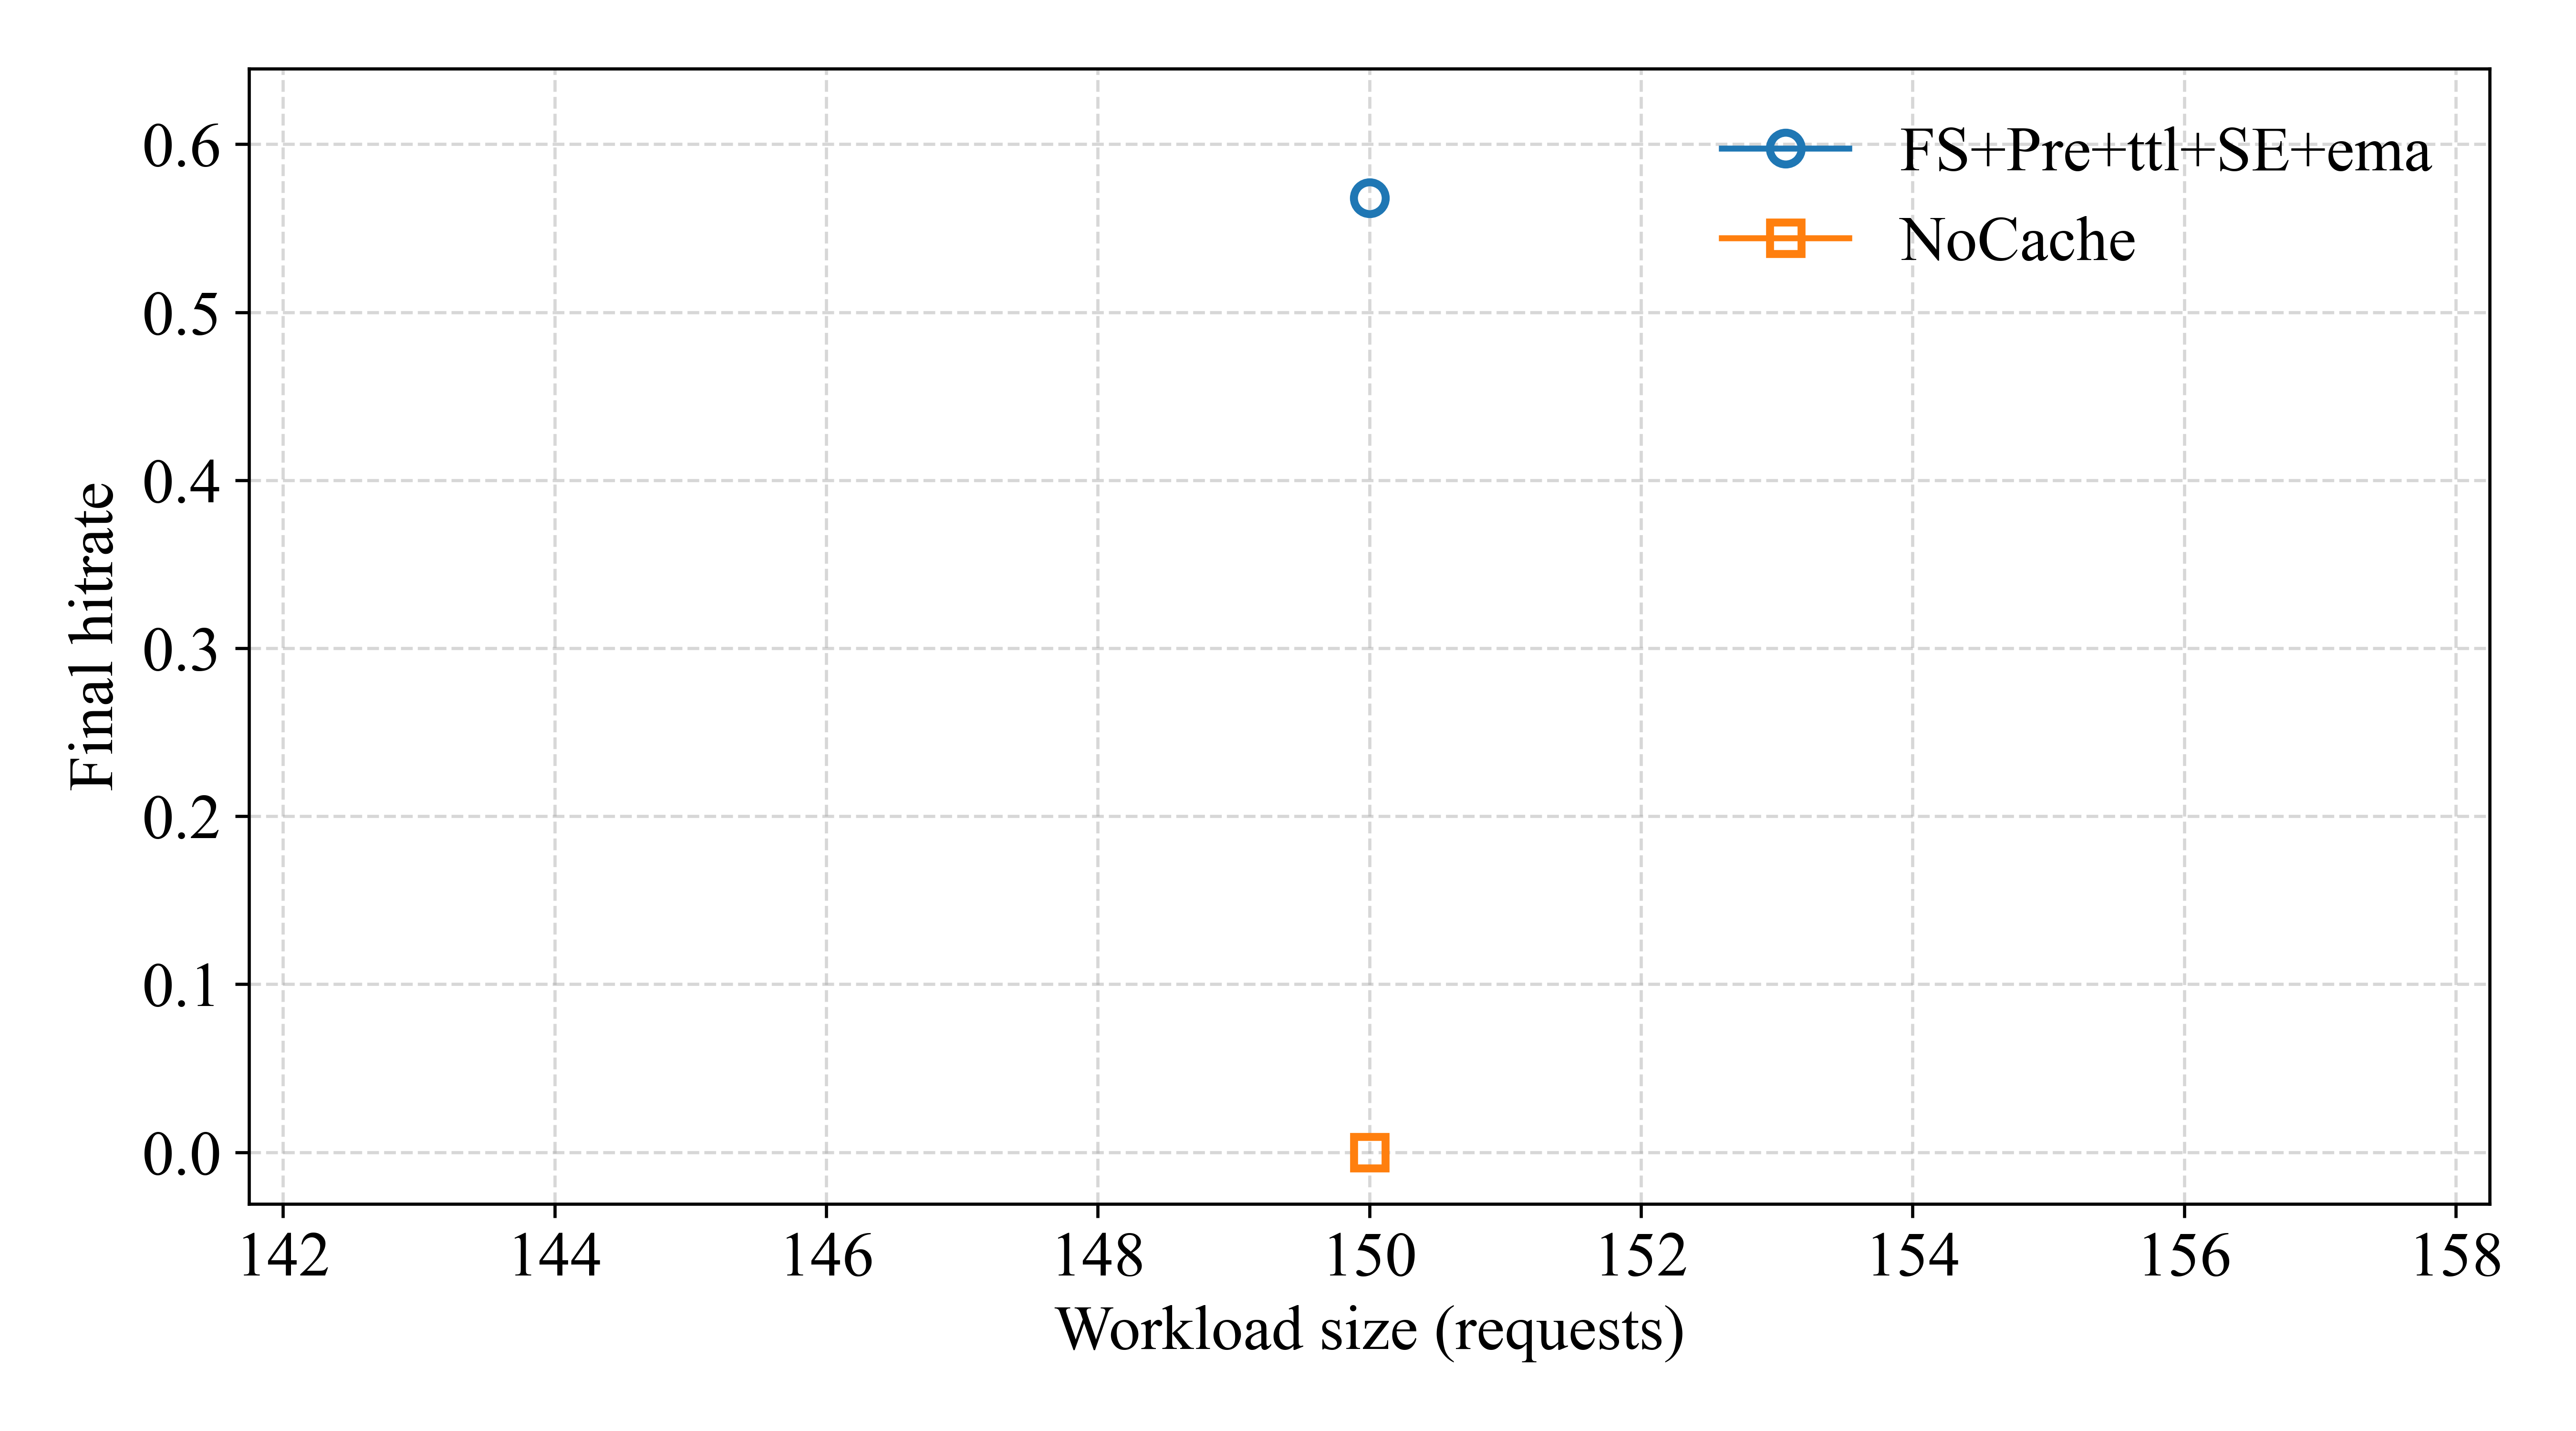 FS+Pre+ttl+SE+ema
NoCache
0.6
0.5
0.4
0.3
0.2
0.1
0.0
Final hitrate
142 144 146 148 150 152 154 156 158
Workload size (requests)